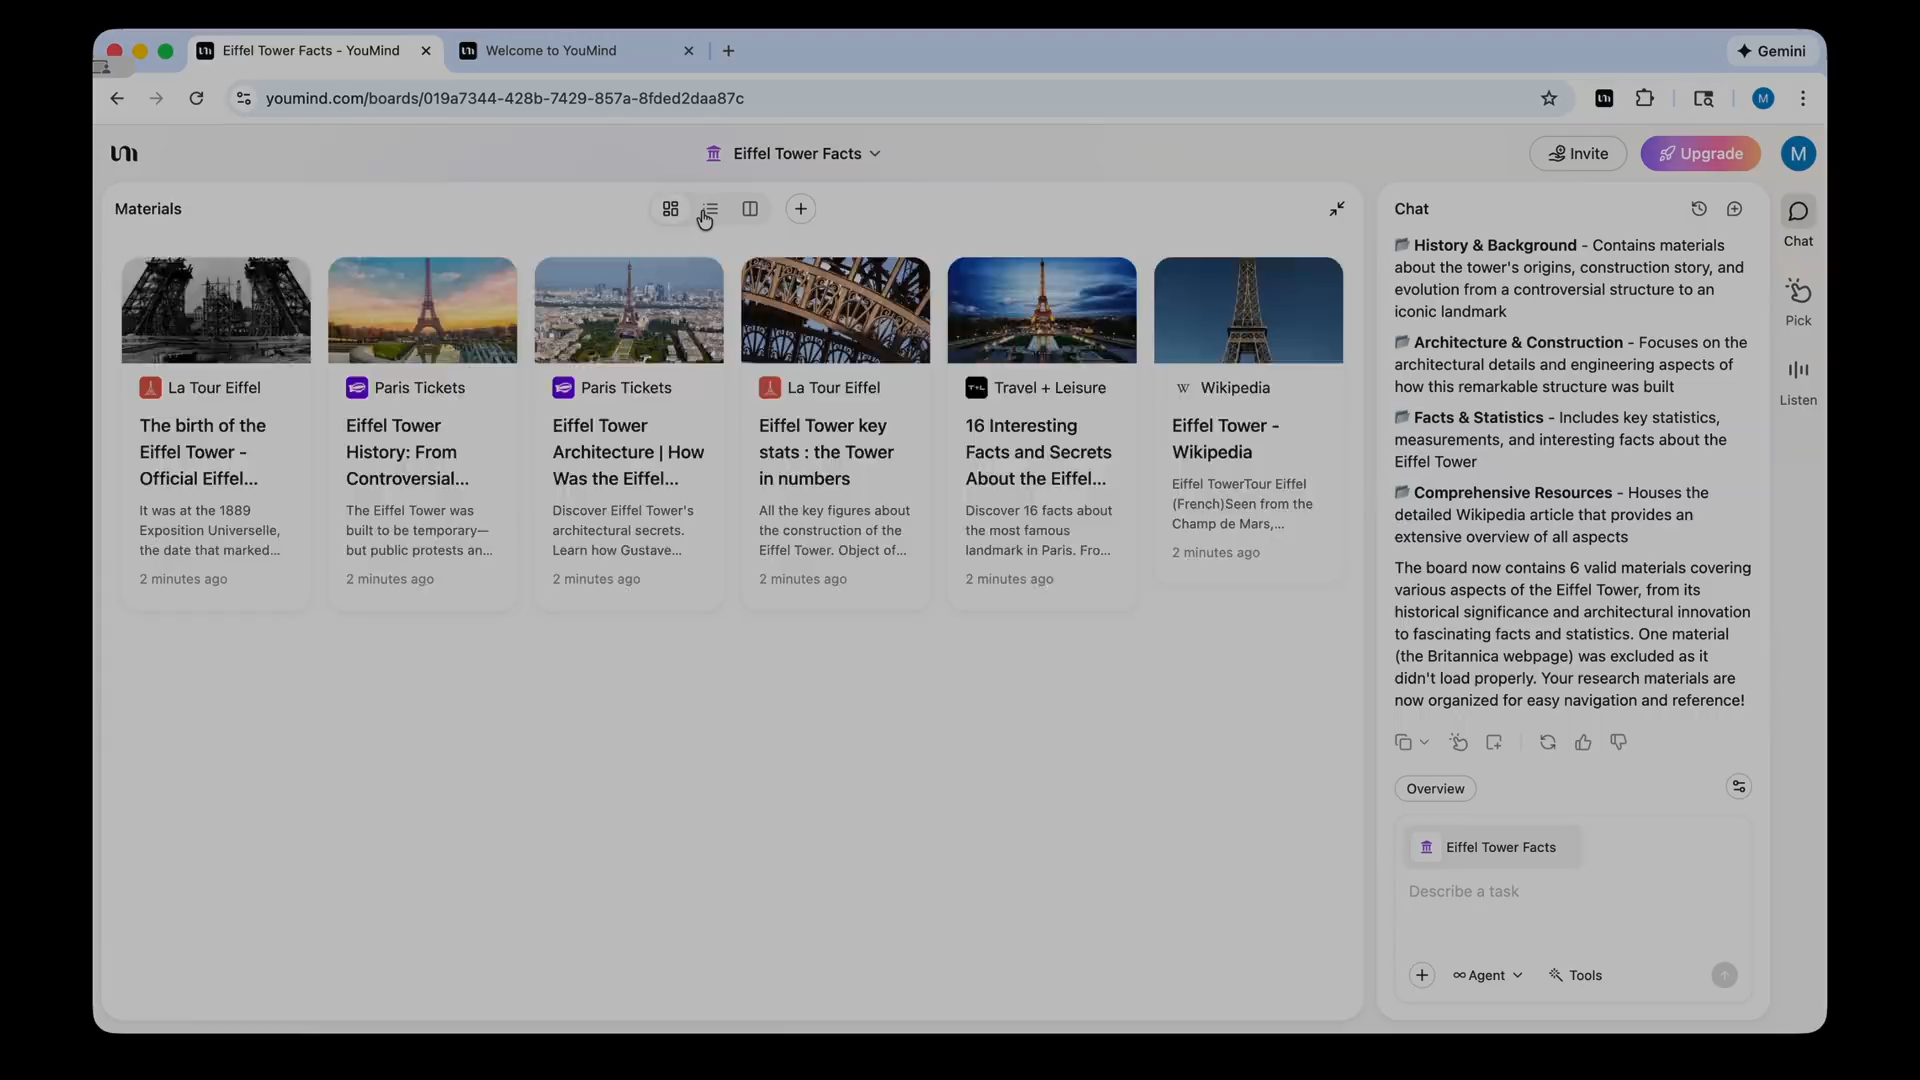 Eiffel Tower Facts - YouMind
Welcome to YouMind
Gemini
youmind.com/boards/019a7344-428b-7429-857a-8fded2daa87c
M
Eiffel Tower Facts
Invite
Upgrade
M
Materials
La Tour Eiffel
The birth of the
Eiffel Tower -
Official Eiffel...
It was at the 1889
Exposition Universelle,
the date that marked...
2 minutes ago
Paris Tickets
Eiffel Tower
History: From
Controversial...
The Eiffel Tower was
built to be temporary—
but public protests an...
2 minutes ago
Paris Tickets
Eiffel Tower
Architecture | How
Was the Eiffel...
Discover Eiffel Tower's
architectural secrets.
Learn how Gustave...
2 minutes ago
La Tour Eiffel
Eiffel Tower key
stats : the Tower
in numbers
All the key figures about
the construction of the
Eiffel Tower. Object of...
2 minutes ago
T+L Travel + Leisure
16 Interesting
Facts and Secrets
About the Eiffel...
Discover 16 facts about
the most famous
landmark in Paris. Fro...
2 minutes ago
W Wikipedia
Eiffel Tower -
Wikipedia
Eiffel TowerTour Eiffel
(French)Seen from the
Champ de Mars,...
2 minutes ago
Chat
History & Background - Contains materials
about the tower's origins, construction story, and
evolution from a controversial structure to an
iconic landmark
Architecture & Construction - Focuses on the
architectural details and engineering aspects of
how this remarkable structure was built
Facts & Statistics - Includes key statistics,
measurements, and interesting facts about the
Eiffel Tower
Comprehensive Resources - Houses the
detailed Wikipedia article that provides an
extensive overview of all aspects
The board now contains 6 valid materials covering
various aspects of the Eiffel Tower, from its
historical significance and architectural innovation
to fascinating facts and statistics. One material
(the Britannica webpage) was excluded as it
didn't load properly. Your research materials are
now organized for easy navigation and reference!
Overview
Eiffel Tower Facts
Describe a task
Agent
Tools
Chat
Pick
Listen